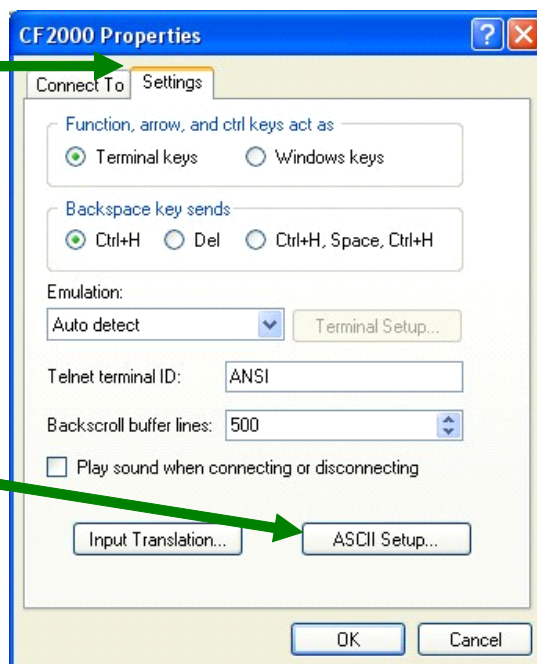 CF2000 Properties
Connect To Settings
Function, arrow, and ctrl keys act as
Terminal keys Windows keys
Backspace key sends
Ctrl+H Del Ctrl+H, Space, Ctrl+H
Emulation:
Auto detect Terminal Setup...
Telnet terminal ID: ANSI
Backscroll buffer lines: 500
Play sound when connecting or disconnecting
Input Translation... ASCII Setup...
OK Cancel